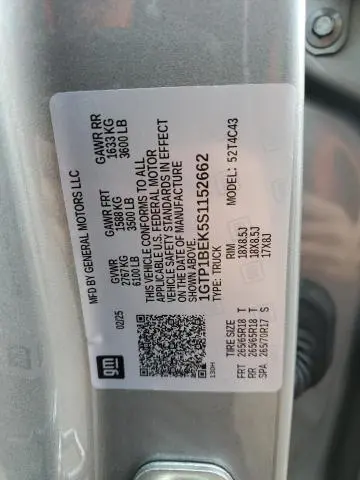 MFD BY GENERAL MOTORS LLC
02/25
GVWR
2767 KG
6100 LB
GAWR FRT
1588 KG
3500 LB
GAWR RR
1633 KG
3600 LB
THIS VEHICLE CONFORMS TO ALL
APPLICABLE U.S. FEDERAL MOTOR
VEHICLE SAFETY STANDARDS IN EFFECT
ON THE DATE OF MANUFACTURE
SHOWN ABOVE.
1GTP1BEK5S1152662
TYPE: TRUCK
MODEL: 52T4C43
gm
130H
TIRE SIZE RIM
FRT 265/65R18 T 18X8.5J
RR 265/65R18 T 18X8.5J
SPA 265/70R17 S 17X8J